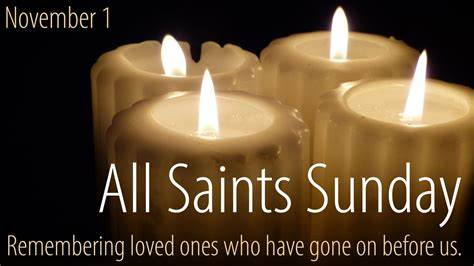 November 1
All Saints Sunday
Remembering loved ones who have gone on before us.